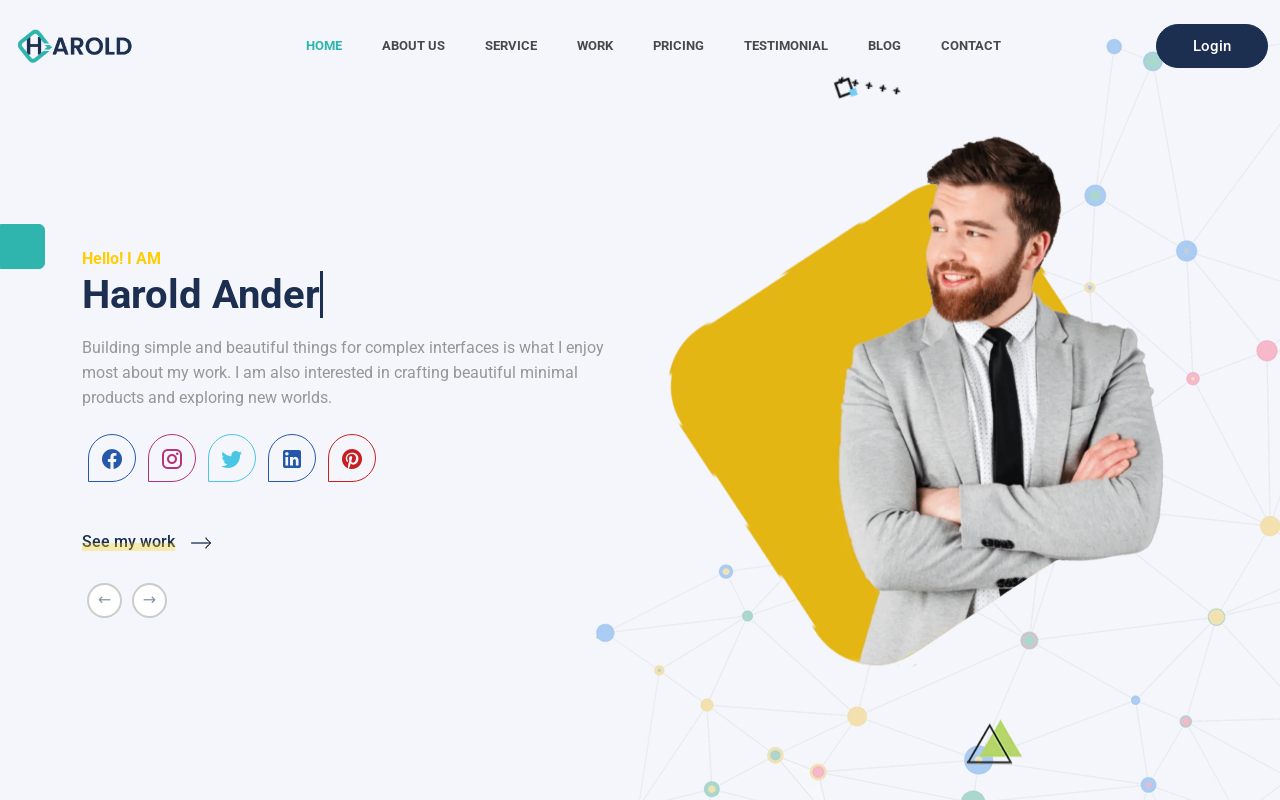 HAROLD
HOME ABOUT US SERVICE WORK PRICING TESTIMONIAL BLOG CONTACT
Login
Hello! I AM
Harold Ander
Building simple and beautiful things for complex interfaces is what I enjoy
most about my work. I am also interested in crafting beautiful minimal
products and exploring new worlds.
See my work